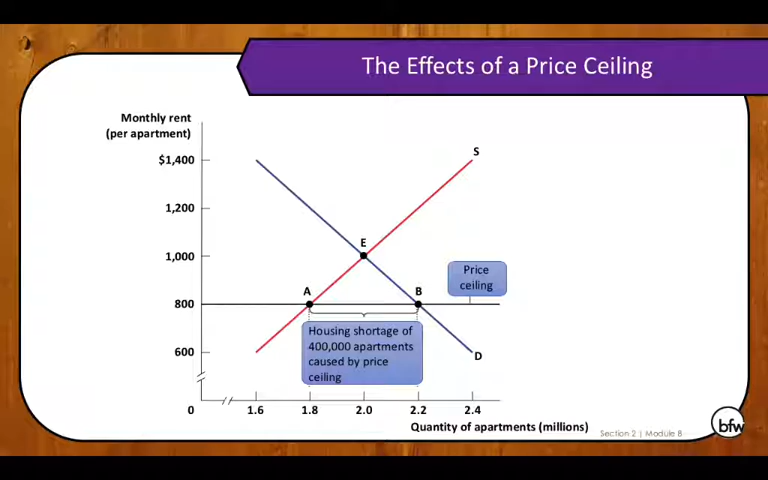 The Effects of a Price Ceiling
Monthly rent
(per apartment)
$1,400
1,200
1,000
800
600
0
S
E
A
B
D
Price
ceiling
Housing shortage of
400,000 apartments
caused by price
ceiling
1.6
1.8
2.0
2.2
2.4
Quantity of apartments (millions)
Section 2 | Module 8
bfw